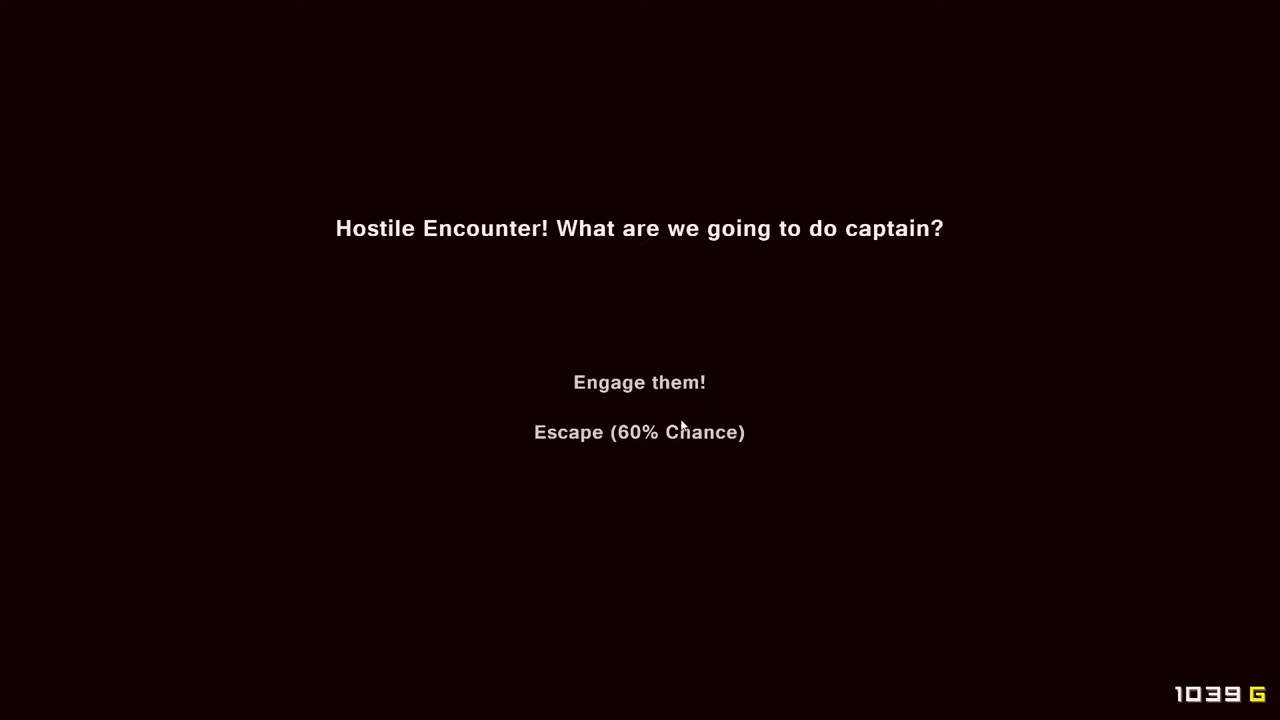 Hostile Encounter! What are we going to do captain?
Engage them!
Escape (60% Chance)
1039 G